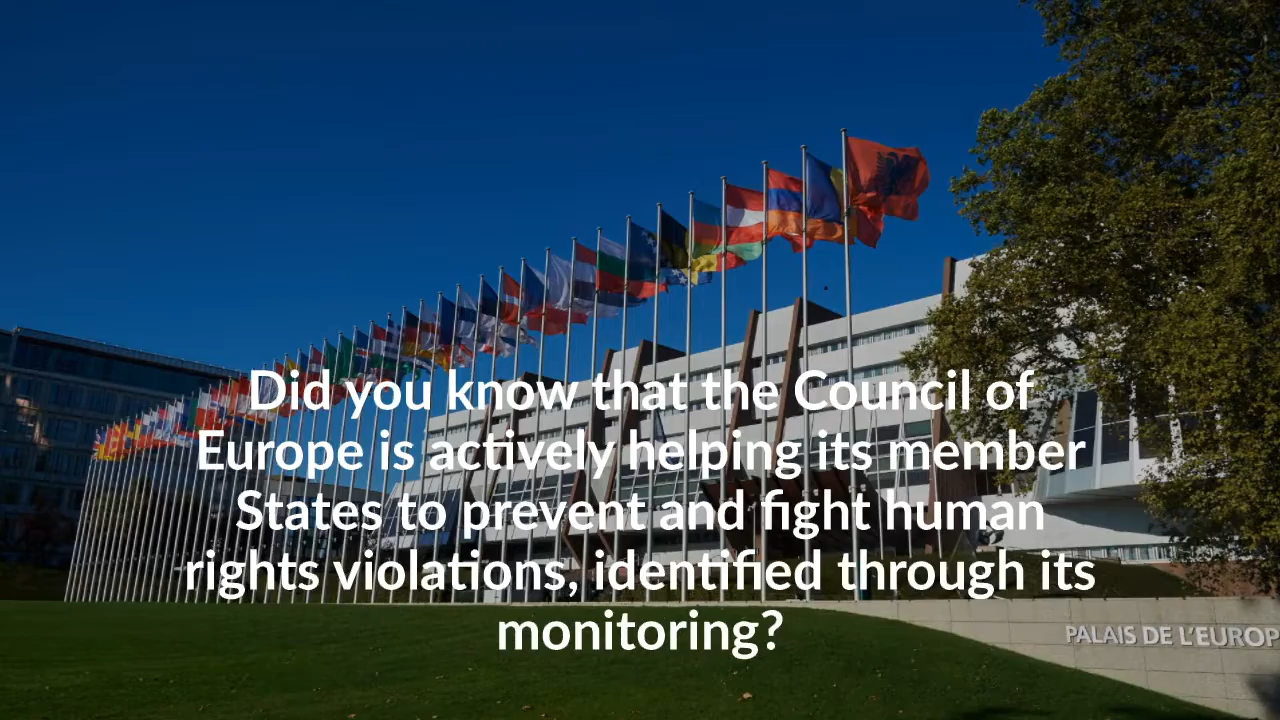 Did you know that the Council of
Europe is actively helping its member
States to prevent and fight human
rights violations, identified through its
monitoring?
PALAIS DE L'EUROP